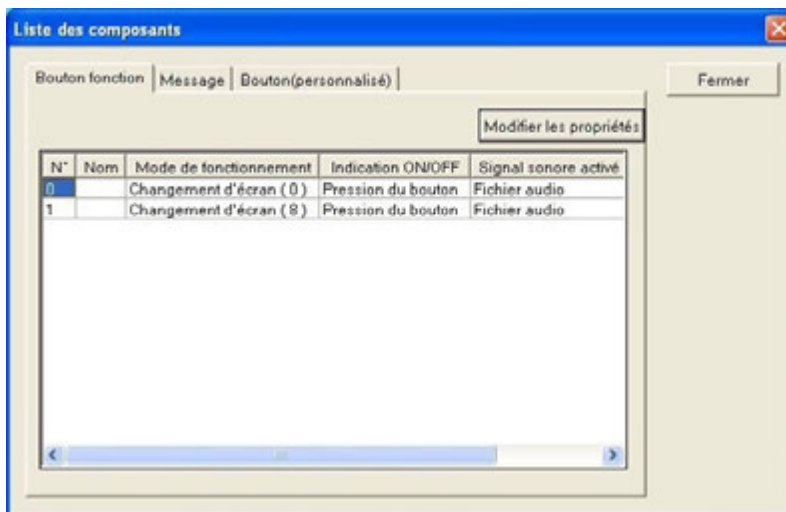 Liste des composants
Bouton fonction Message Bouton(personnalisé) Fermer
Modifier les propriétés
N° Nom Mode de fonctionnement Indication ON/OFF Signal sonore activé
0 Changement d'écran ( 0 ) Pression du bouton Fichier audio
1 Changement d'écran ( 8 ) Pression du bouton Fichier audio